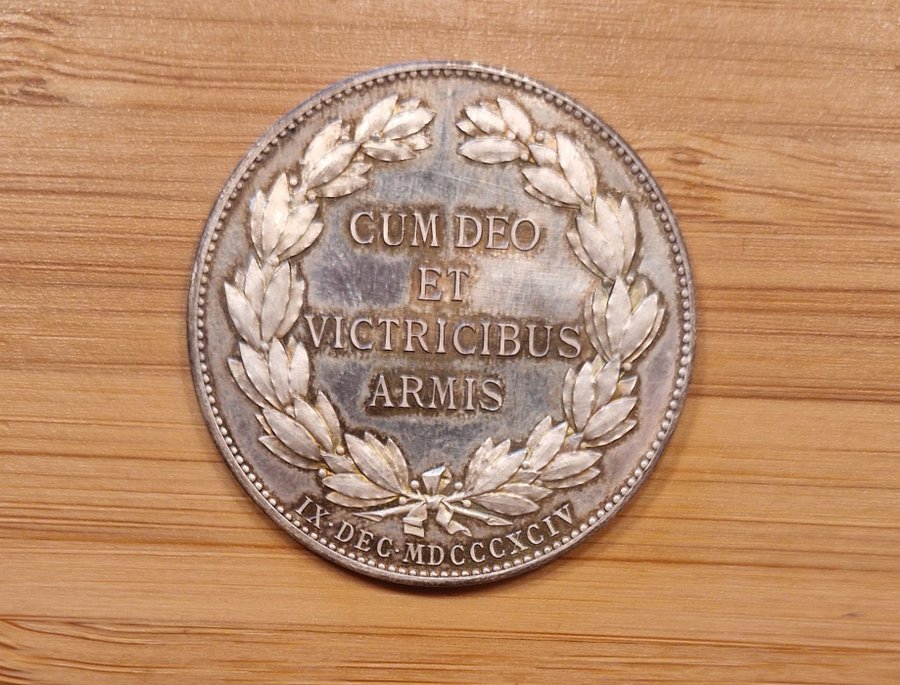 CUM DEO
ET
VICTRICIBUS
ARMIS
IX·DEC·MDCCCXCIV